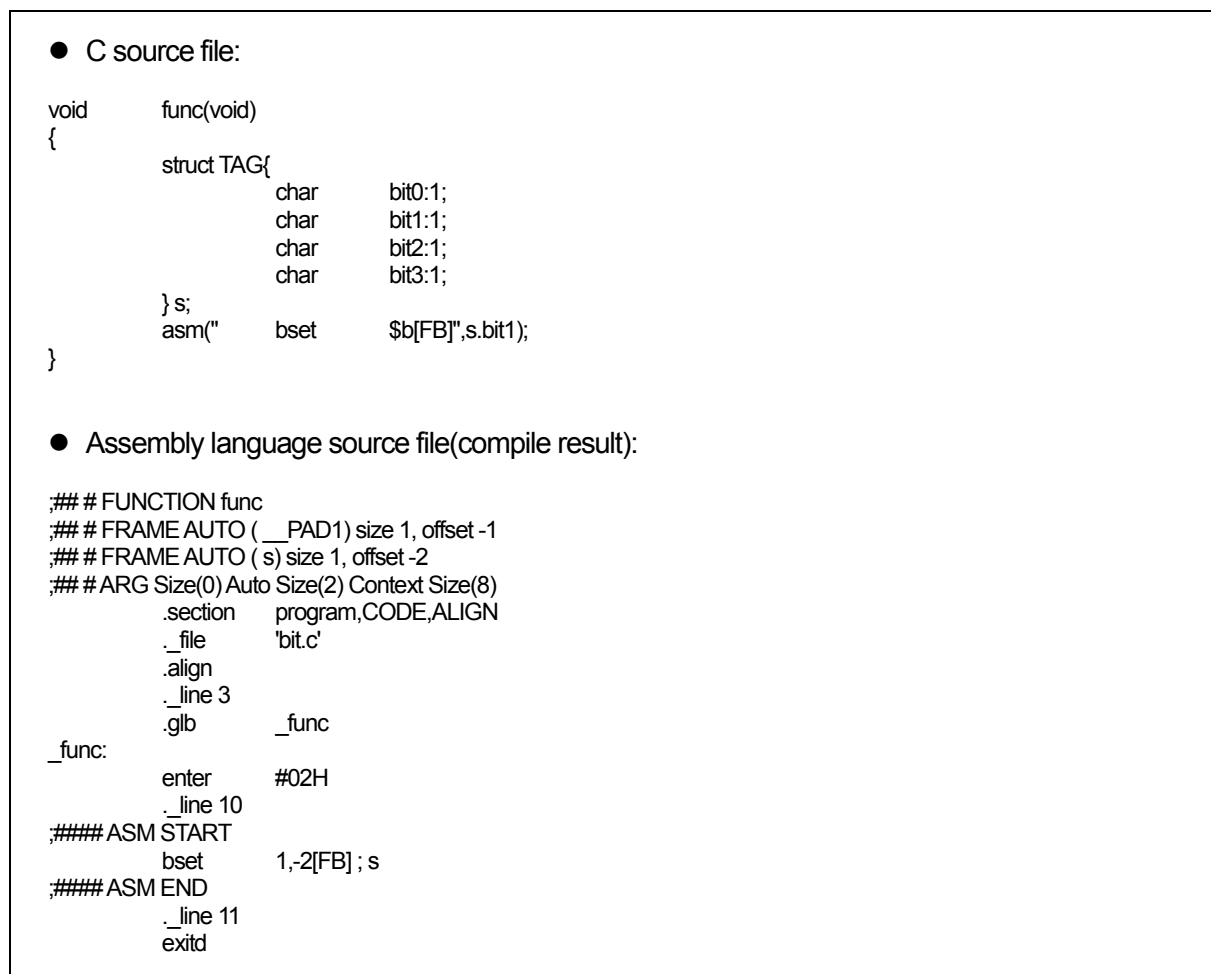 ● C source file:
void func(void)
{
struct TAG{
char bit0:1;
char bit1:1;
char bit2:1;
char bit3:1;
} s;
asm(" bset $b[FB]",s.bit1);
}
● Assembly language source file(compile result):
;## # FUNCTION func
;## # FRAME AUTO ( __PAD1) size 1, offset -1
;## # FRAME AUTO ( s) size 1, offset -2
;## # ARG Size(0) Auto Size(2) Context Size(8)
.section program,CODE,ALIGN
._file 'bit.c'
.align
._line 3
.glb _func
_func:
enter #02H
._line 10
;#### ASM START
bset 1,-2[FB] ; s
;#### ASM END
._line 11
exitd